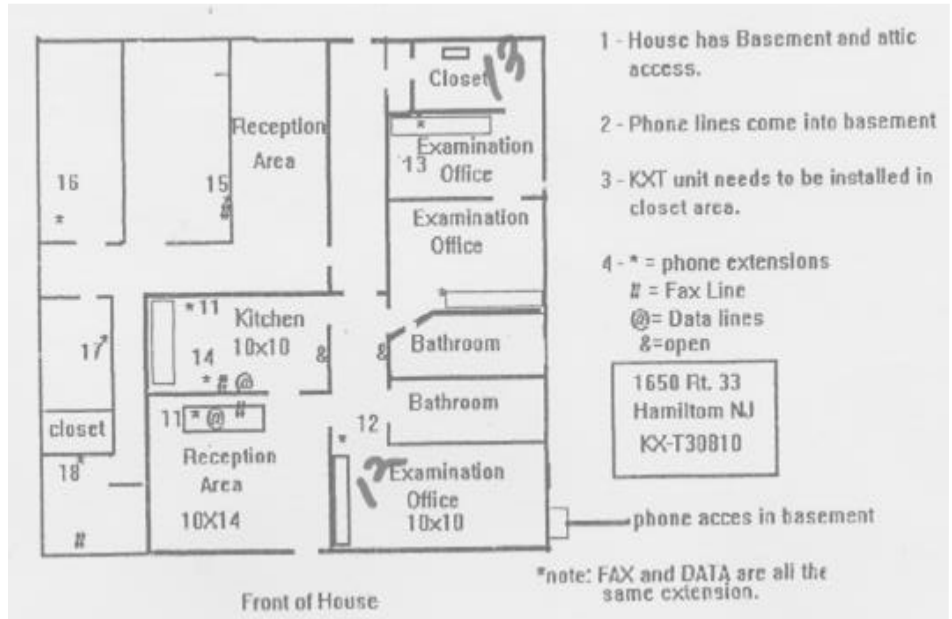 1 - House has Basement and attic
access.
2 - Phone lines come into basement
3 - KXT unit needs to be installed in
closet area.
4 - * = phone extensions
# = Fax Line
@= Data lines
&=open
1650 Rt. 33
Hamiltom NJ
KX-T30810
phone acces in basement
*note: FAX and DATA are all the
same extension.
Closet
13
Reception
Area
*
Examination
Office
13
16
*
15
#
Examination
Office
*
*11
Kitchen
10x10
14
* # @
&
&
Bathroom
17*
Bathroom
closet
11 * @ #
12
*
18*
Reception
Area
10X14
12
Examination
Office
10x10
#
Front of House